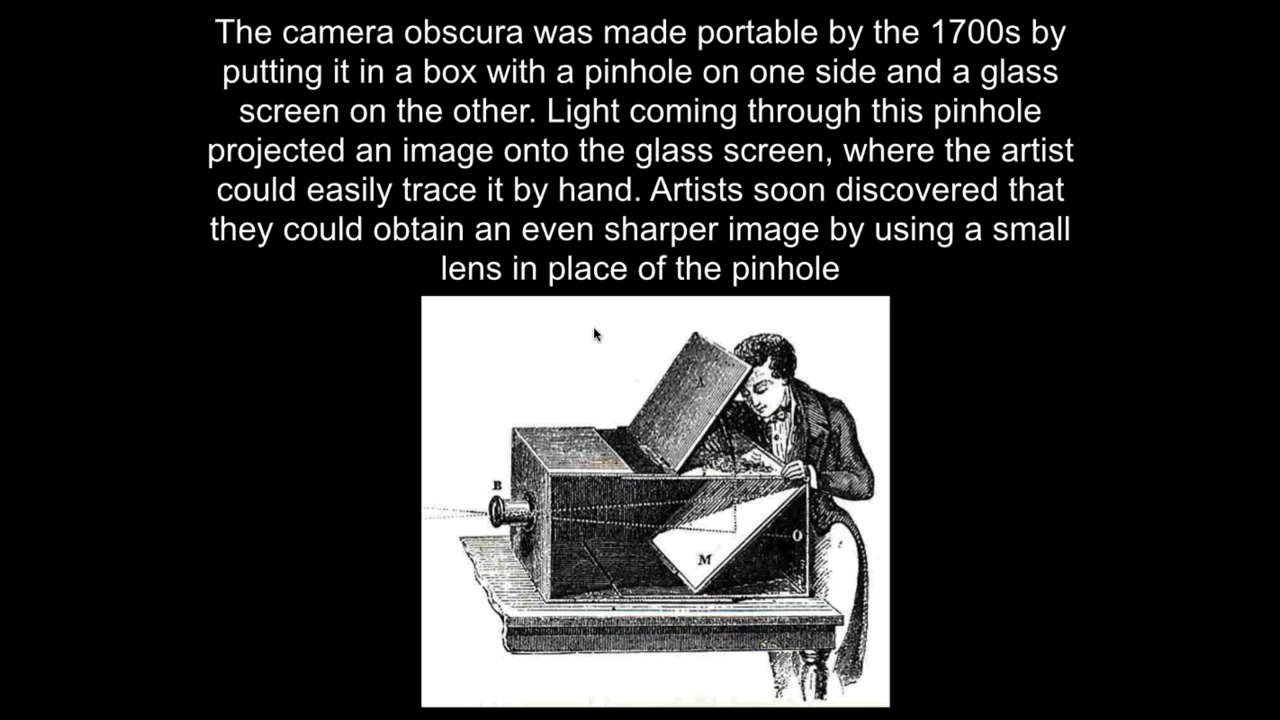 The camera obscura was made portable by the 1700s by
putting it in a box with a pinhole on one side and a glass
screen on the other. Light coming through this pinhole
projected an image onto the glass screen, where the artist
could easily trace it by hand. Artists soon discovered that
they could obtain an even sharper image by using a small
lens in place of the pinhole
A
B
O
M